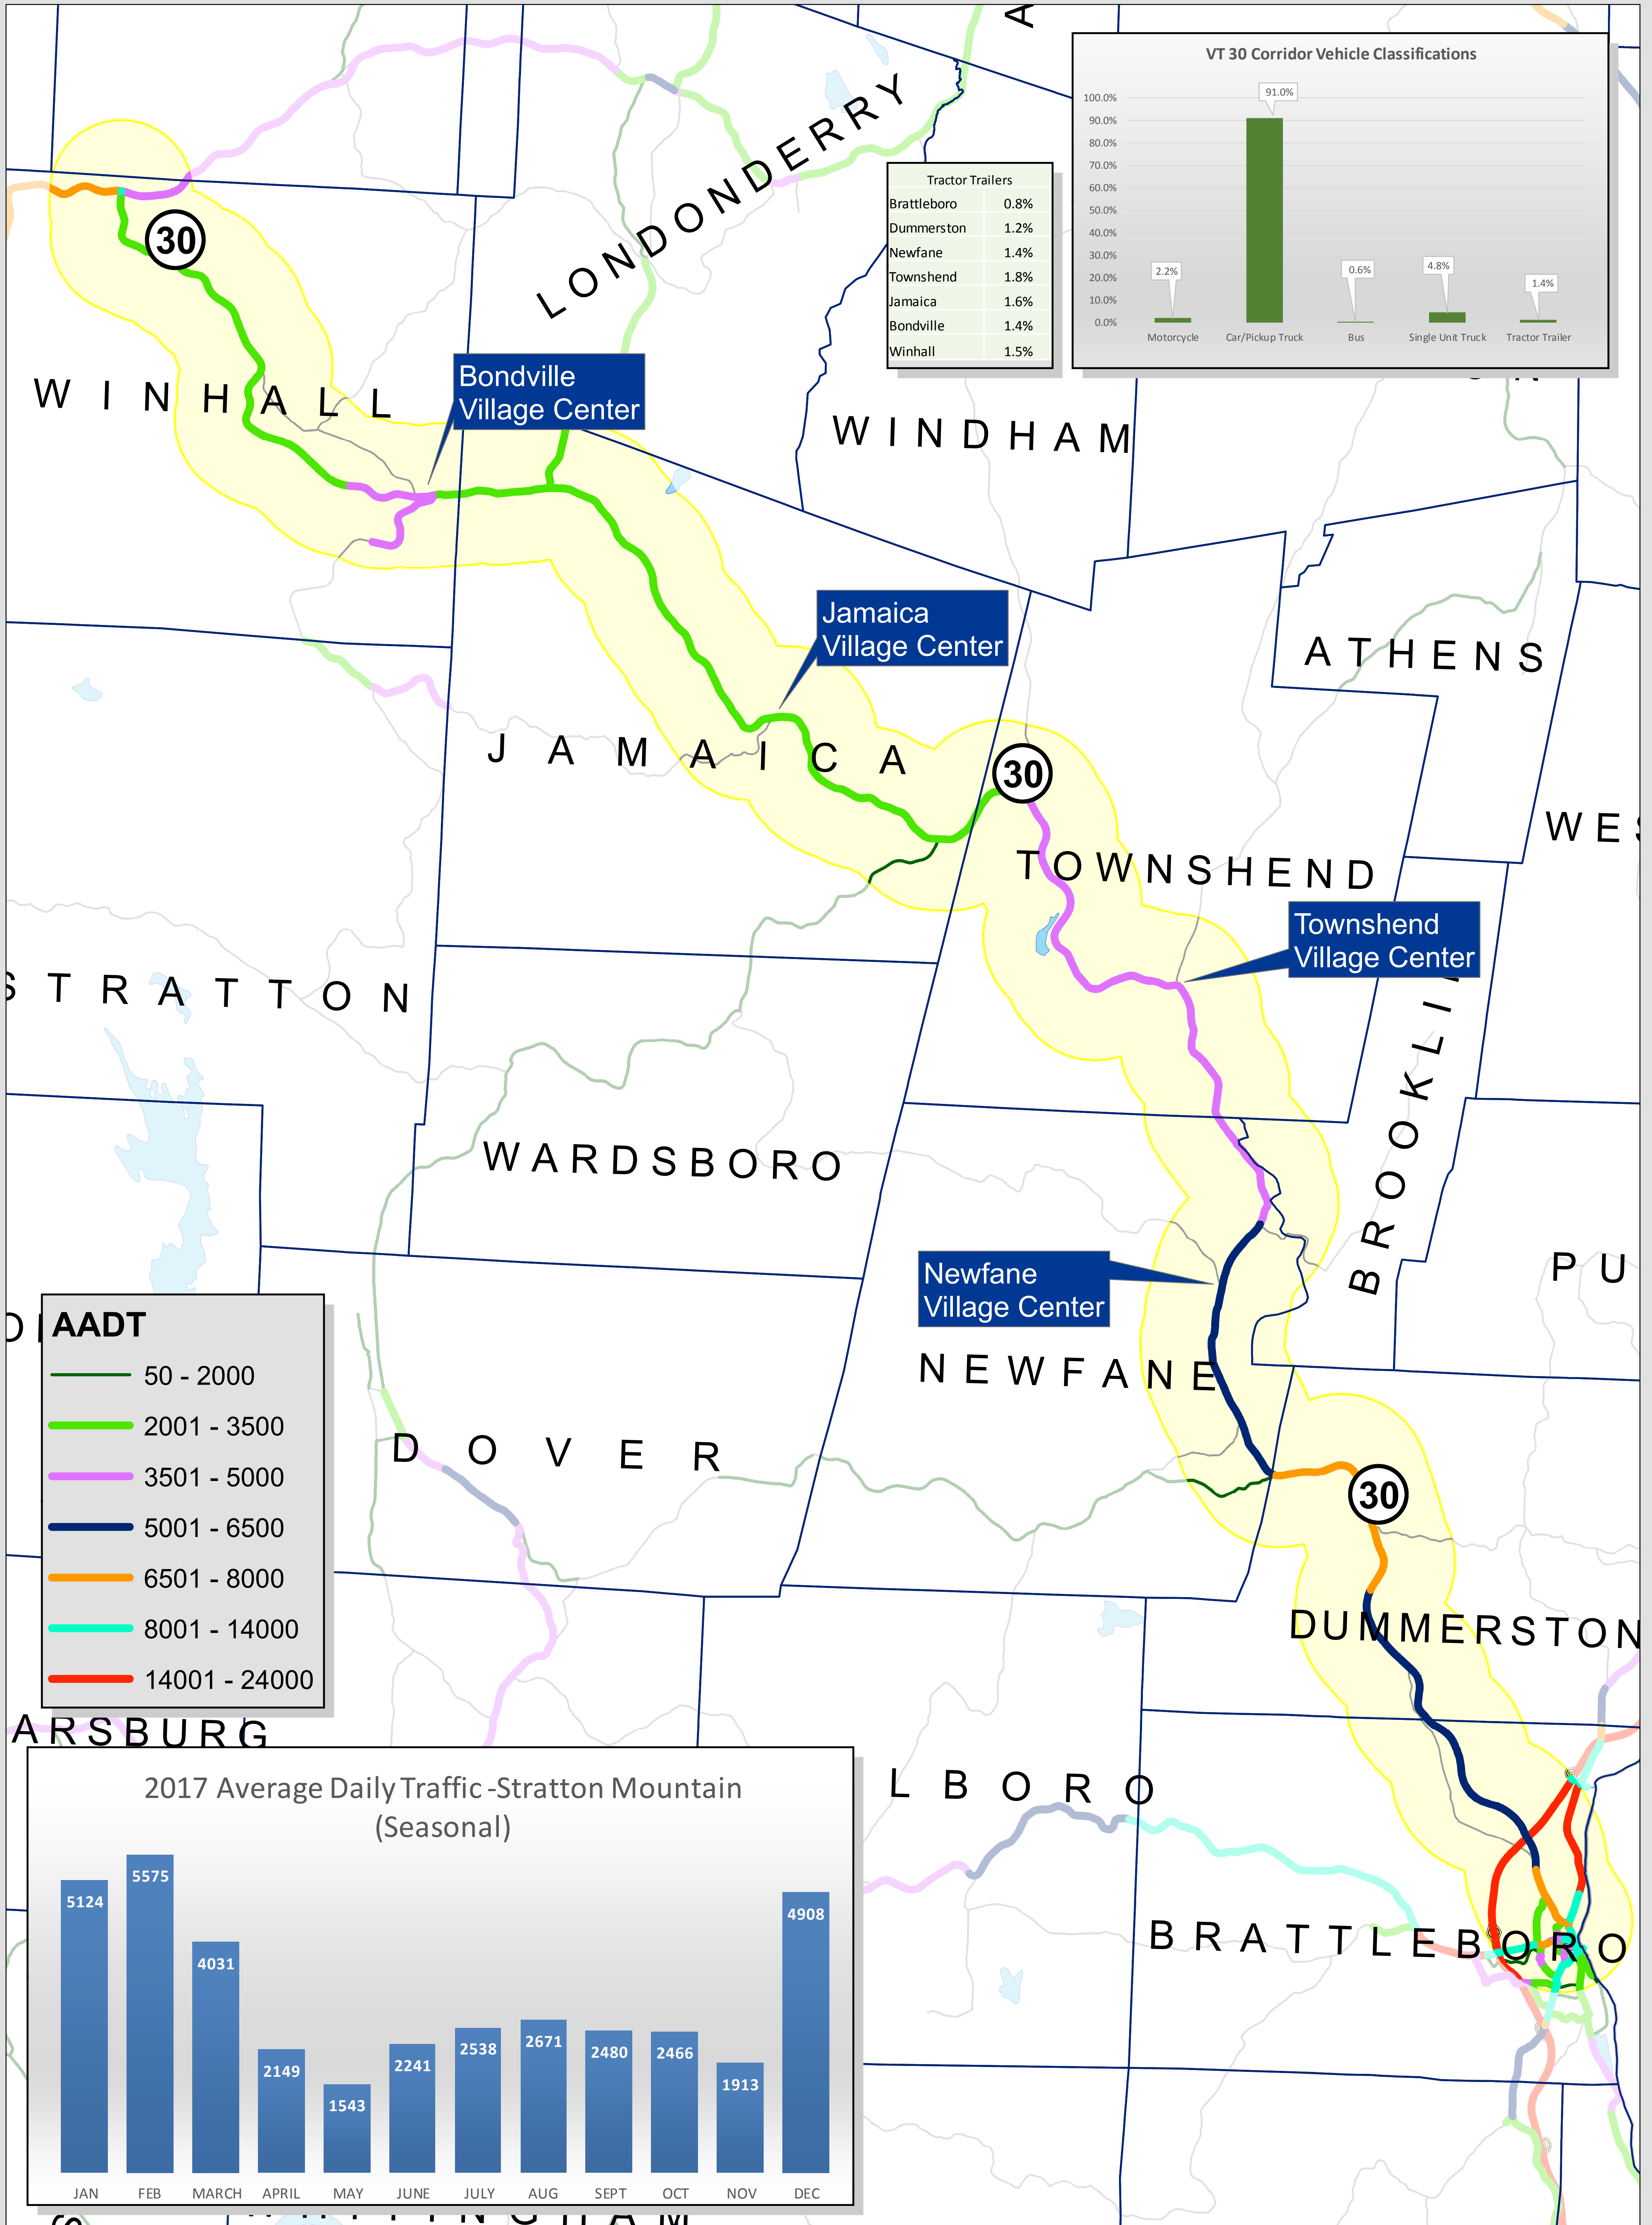 A
VT 30 Corridor Vehicle Classifications
100.0%
90.0%
80.0%
70.0%
60.0%
50.0%
40.0%
30.0%
20.0%
10.0%
0.0%
2.2%
91.0%
0.6%
4.8%
1.4%
Motorcycle
Car/Pickup Truck
Bus
Single Unit Truck
Tractor Trailer
LONDONDERRY
Tractor Trailers
Brattleboro 0.8%
Dummerston 1.2%
Newfane 1.4%
Townshend 1.8%
Jamaica 1.6%
Bondville 1.4%
Winhall 1.5%
30
WINHALL
Bondville
Village Center
WINDHAM
Jamaica
Village Center
ATHENS
JAMAICA
30
WES
TOWNSHEND
Townshend
Village Center
STRATTON
BROOKLI
WARDSBORO
Newfane
Village Center
PU
NEWFANE
AADT
50 - 2000
2001 - 3500
3501 - 5000
5001 - 6500
6501 - 8000
8001 - 14000
14001 - 24000
DOVER
30
DUMMERSTON
ARSBURG
LBORO
BRATTLEBORO
2017 Average Daily Traffic -Stratton Mountain
(Seasonal)
5124
5575
4031
2149
1543
2241
2538
2671
2480
2466
1913
4908
JAN
FEB
MARCH
APRIL
MAY
JUNE
JULY
AUG
SEPT
OCT
NOV
DEC